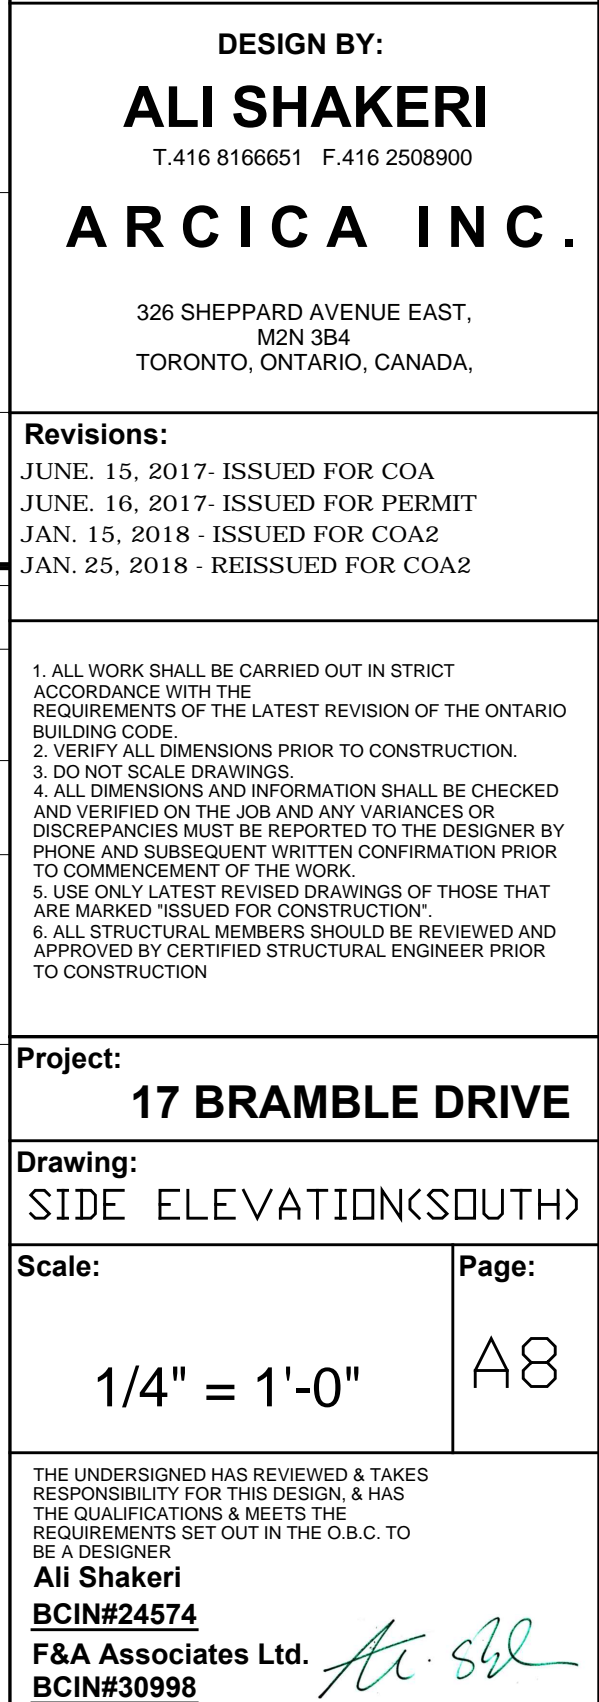 DESIGN BY:
ALI SHAKERI
T.416 8166651 F.416 2508900
ARCICA INC.
326 SHEPPARD AVENUE EAST,
M2N 3B4
TORONTO, ONTARIO, CANADA,
Revisions:
JUNE. 15, 2017- ISSUED FOR COA
JUNE. 16, 2017- ISSUED FOR PERMIT
JAN. 15, 2018 - ISSUED FOR COA2
JAN. 25, 2018 - REISSUED FOR COA2
1. ALL WORK SHALL BE CARRIED OUT IN STRICT
ACCORDANCE WITH THE
REQUIREMENTS OF THE LATEST REVISION OF THE ONTARIO
BUILDING CODE.
2. VERIFY ALL DIMENSIONS PRIOR TO CONSTRUCTION.
3. DO NOT SCALE DRAWINGS.
4. ALL DIMENSIONS AND INFORMATION SHALL BE CHECKED
AND VERIFIED ON THE JOB AND ANY VARIANCES OR
DISCREPANCIES MUST BE REPORTED TO THE DESIGNER BY
PHONE AND SUBSEQUENT WRITTEN CONFIRMATION PRIOR
TO COMMENCEMENT OF THE WORK.
5. USE ONLY LATEST REVISED DRAWINGS OF THOSE THAT
ARE MARKED "ISSUED FOR CONSTRUCTION".
6. ALL STRUCTURAL MEMBERS SHOULD BE REVIEWED AND
APPROVED BY CERTIFIED STRUCTURAL ENGINEER PRIOR
TO CONSTRUCTION
Project:
17 BRAMBLE DRIVE
Drawing:
SIDE ELEVATION(SOUTH)
Scale:
1/4" = 1'-0"
Page:
A8
THE UNDERSIGNED HAS REVIEWED & TAKES
RESPONSIBILITY FOR THIS DESIGN, & HAS
THE QUALIFICATIONS & MEETS THE
REQUIREMENTS SET OUT IN THE O.B.C. TO
BE A DESIGNER
Ali Shakeri
BCIN#24574
F&A Associates Ltd.
BCIN#30998